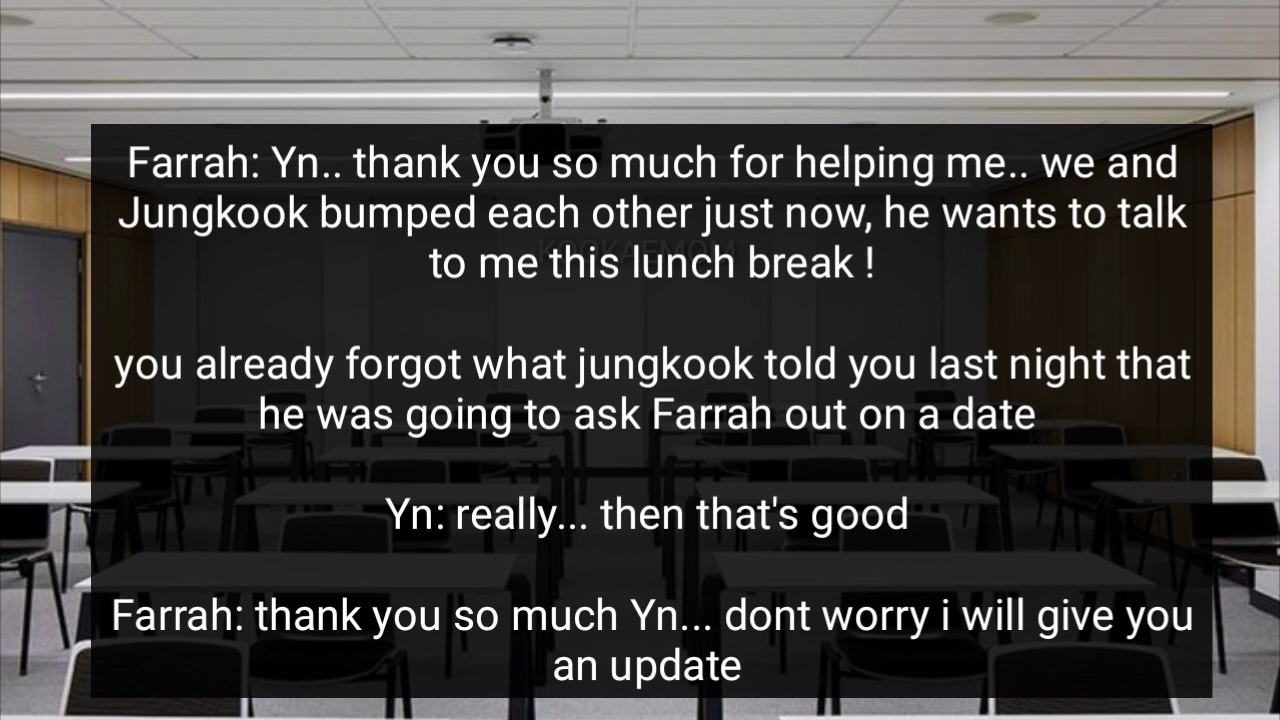 Farrah: Yn.. thank you so much for helping me.. we and
Jungkook bumped each other just now, he wants to talk
to me this lunch break !
you already forgot what jungkook told you last night that
he was going to ask Farrah out on a date
Yn: really... then that's good
Farrah: thank you so much Yn... dont worry i will give you
an update